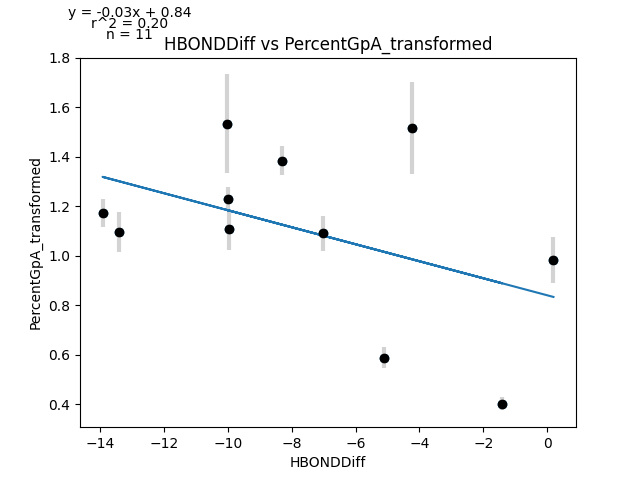 y = -0.03x + 0.84
r^2 = 0.20
n = 11
HBONDDiff vs PercentGpA_transformed
PercentGpA_transformed
1.8
1.6
1.4
1.2
1.0
0.8
0.6
0.4
−14
−12
−10
−8
−6
−4
−2
0
HBONDDiff